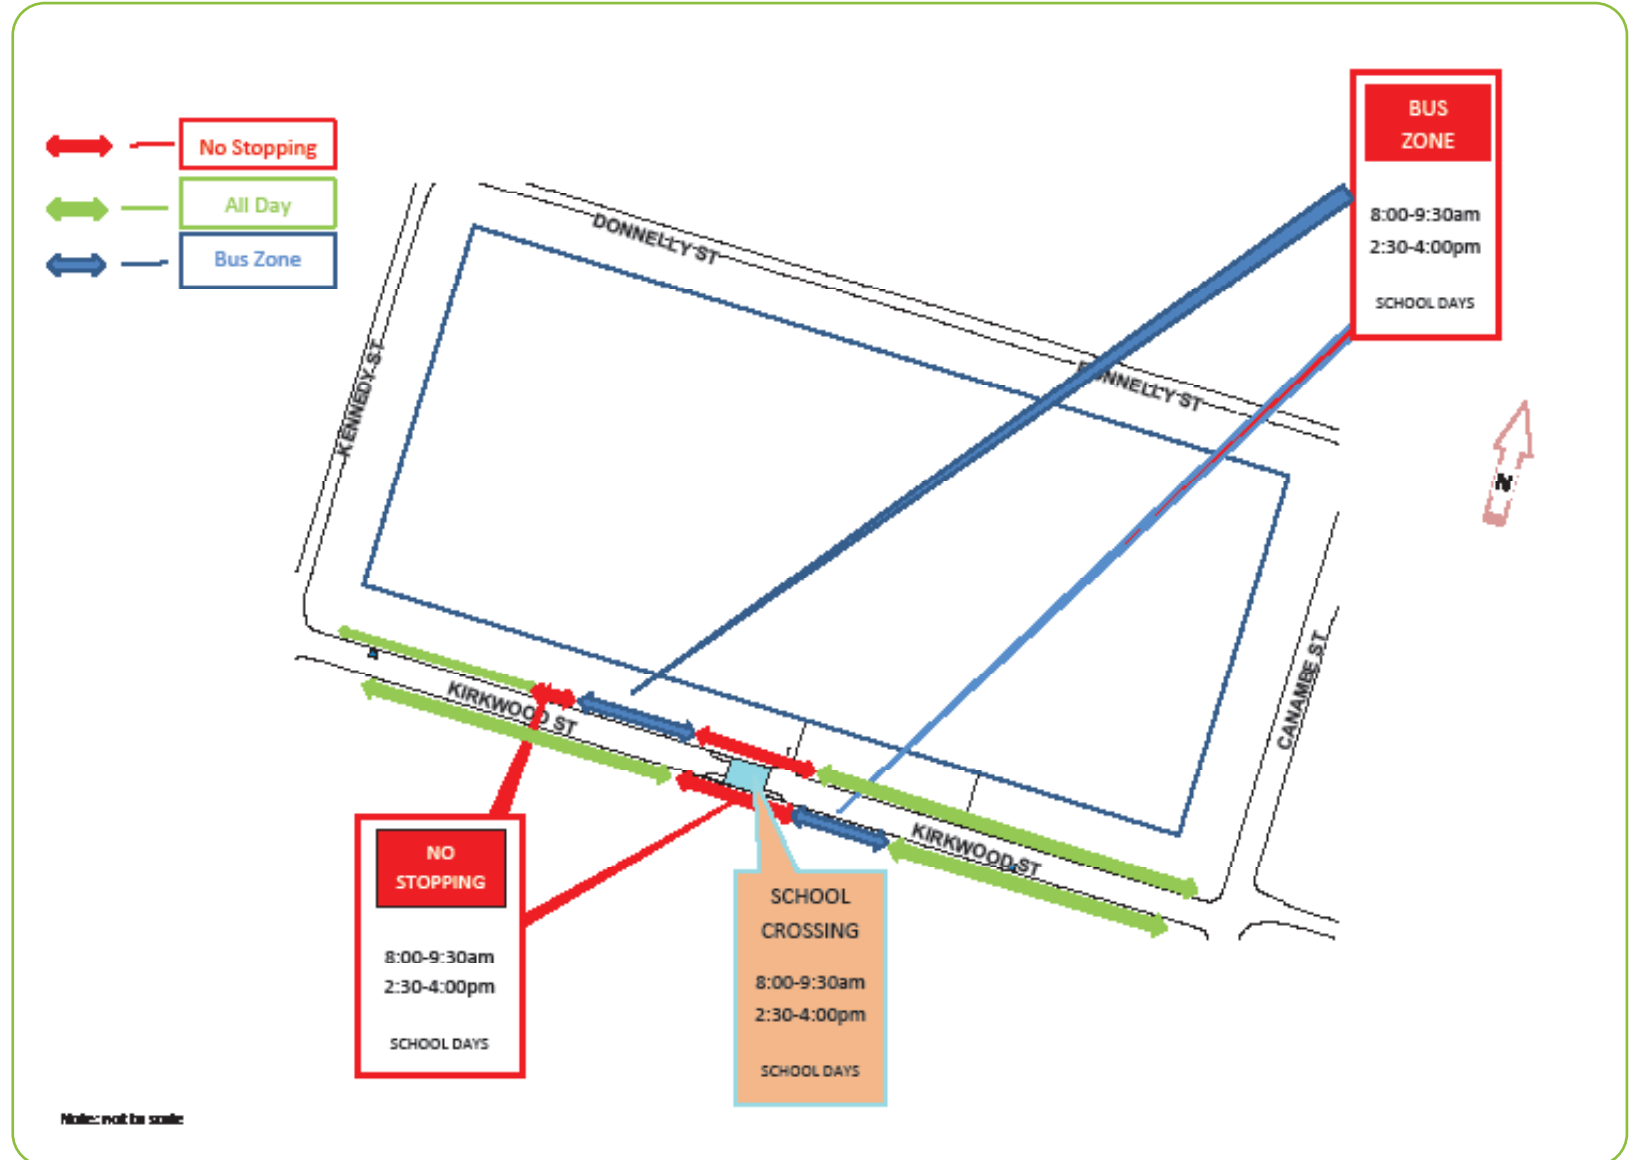 BUS
ZONE
8:00-9:30am
2:30-4:00pm
SCHOOL DAYS
No Stopping
All Day
Bus Zone
DONNELLY ST
KENNEDY ST
DONNELLY ST
N
CANAMBE ST
KIRKWOOD ST
KIRKWOOD ST
NO
STOPPING
8:00-9:30am
2:30-4:00pm
SCHOOL DAYS
SCHOOL
CROSSING
8:00-9:30am
2:30-4:00pm
SCHOOL DAYS
Note: not to scale